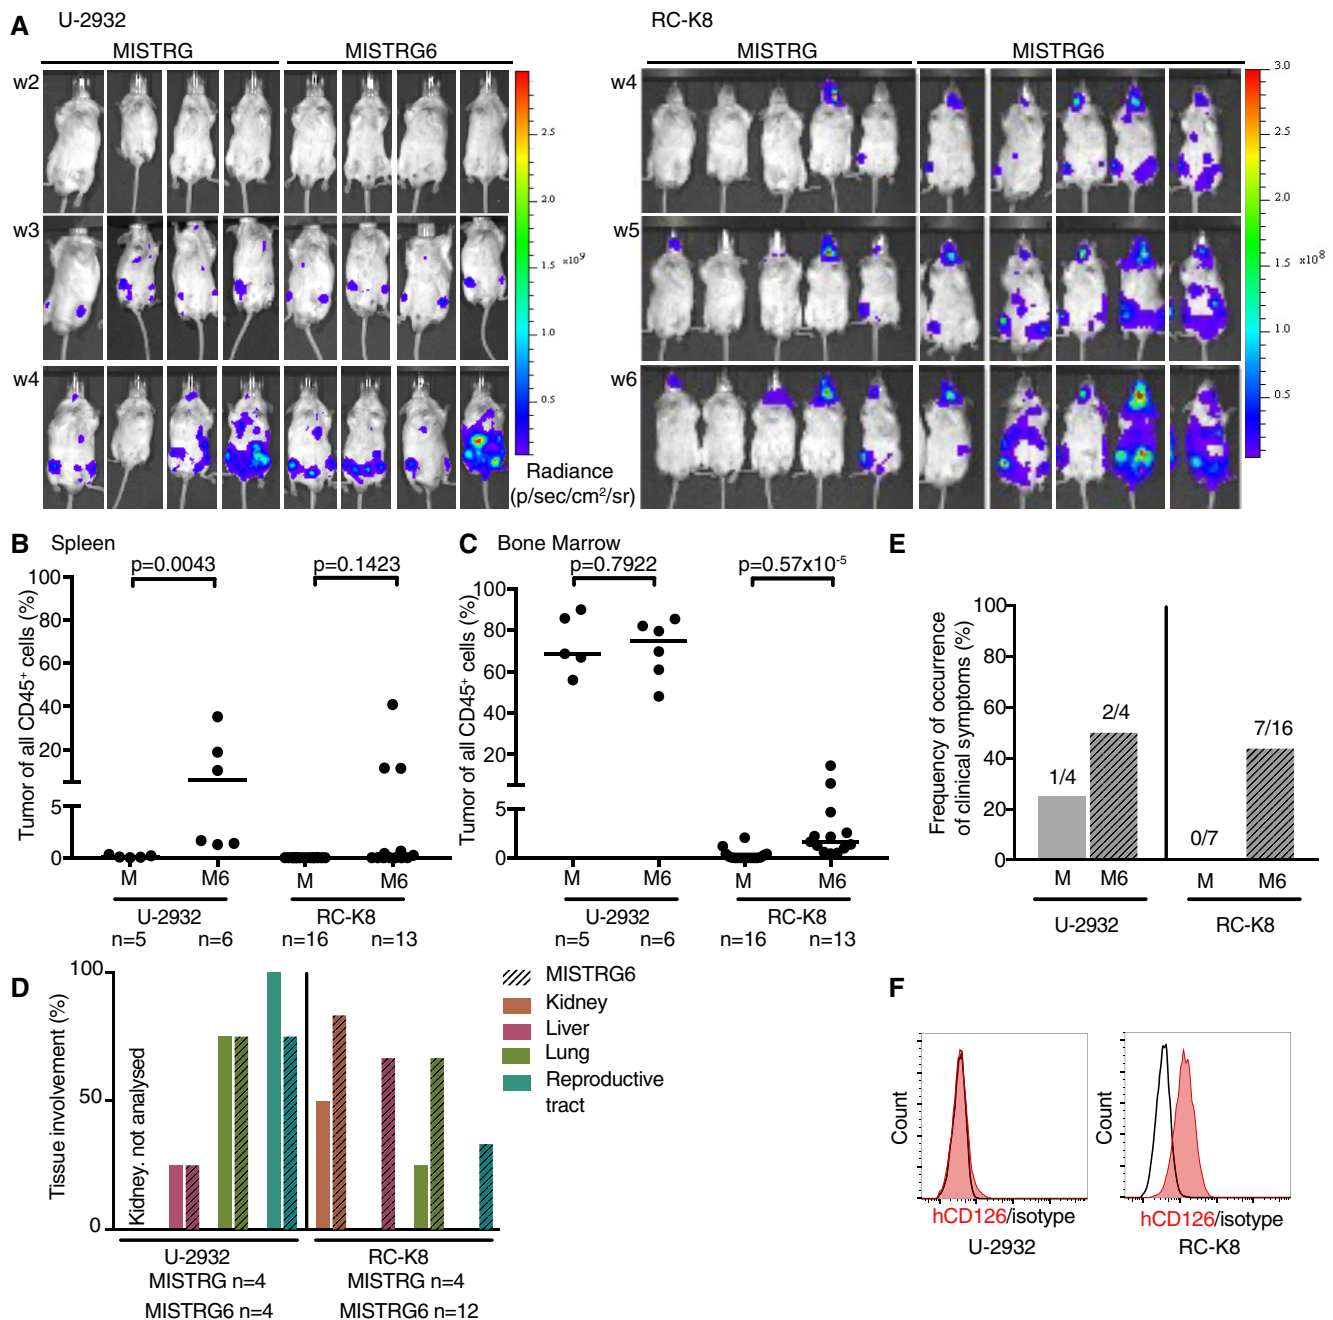 A
U-2932
RC-K8
MISTRG
MISTRG6
MISTRG
MISTRG6
w2
w3
w4
2.5
2.0
1.5
x10⁹
1.0
0.5
Radiance
(p/sec/cm²/sr)
w4
w5
w6
3.0
2.5
2.0
1.5
x10⁸
1.0
0.5
B Spleen
p=0.0043
p=0.1423
Tumor of all CD45⁺ cells (%)
100
80
60
40
20
5
0
M
M6
M
M6
U-2932
RC-K8
n=5
n=6
n=16
n=13
C Bone Marrow
p=0.7922
p=0.57x10⁻⁵
Tumor of all CD45⁺ cells (%)
100
80
60
40
20
5
0
M
M6
M
M6
U-2932
RC-K8
n=5
n=6
n=16
n=13
E
Frequency of occurrence
of clinical symptoms (%)
100
80
60
40
20
0
1/4
2/4
0/7
7/16
M
M6
M
M6
U-2932
RC-K8
D
Tissue involvement (%)
100
50
0
Kidney. not analysed
U-2932
MISTRG n=4
MISTRG6 n=4
RC-K8
MISTRG n=4
MISTRG6 n=12
MISTRG6
Kidney
Liver
Lung
Reproductive
tract
F
Count
hCD126/isotype
U-2932
Count
hCD126/isotype
RC-K8